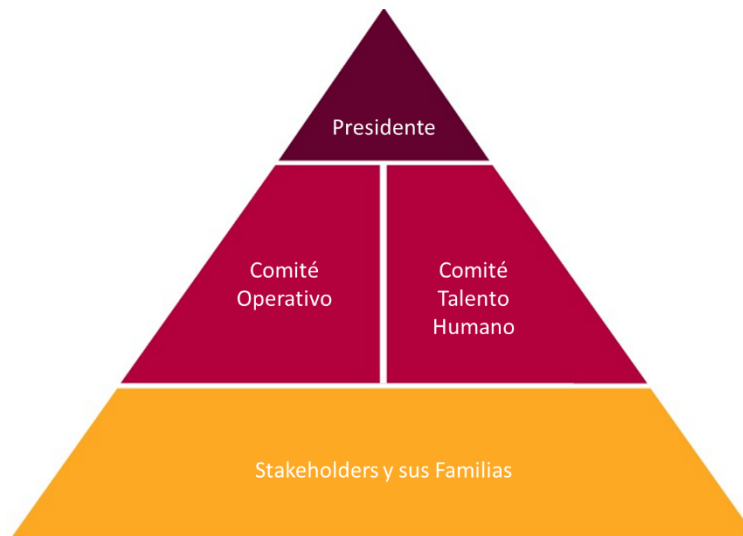 Presidente
Comité
Operativo
Comité
Talento
Humano
Stakeholders y sus Familias